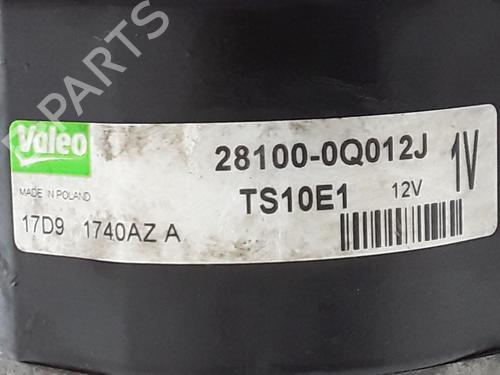 B-PARTS
Valeo
MADE IN POLAND
17D9 1740AZ A
28100-0Q012J
TS10E1 12V
1V